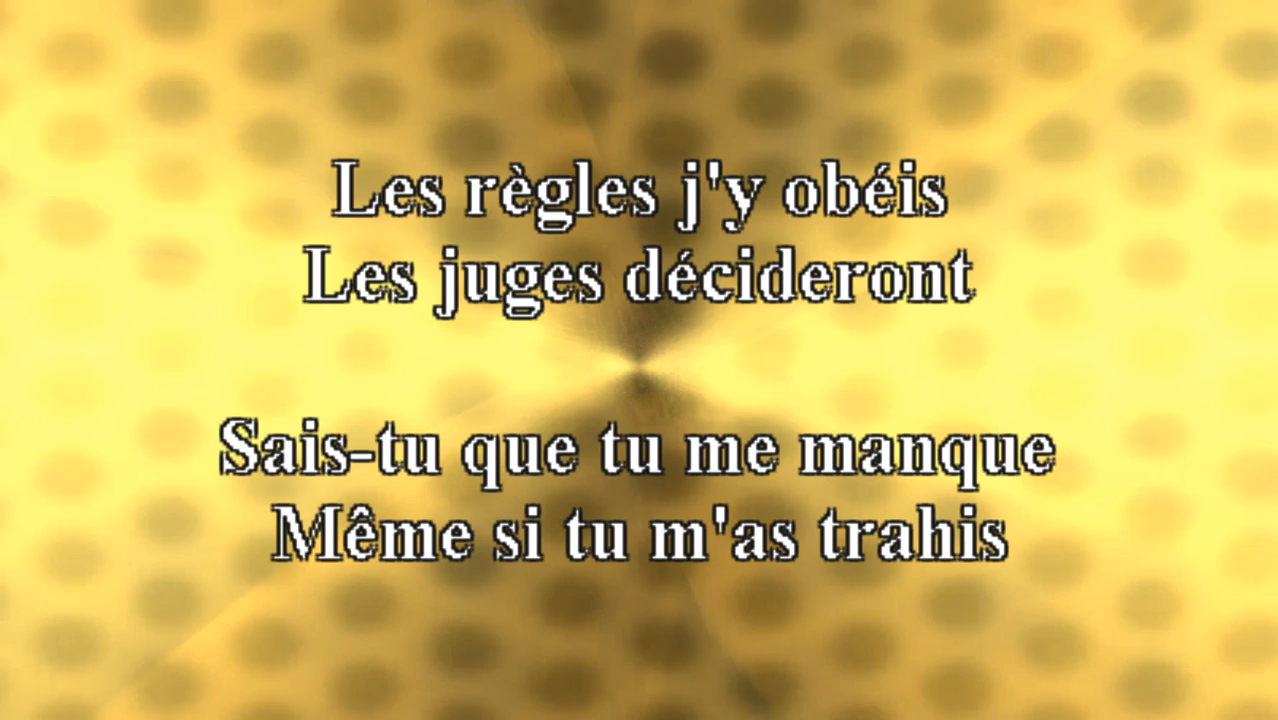 Les règles j'y obéis
Les juges décideront
Sais-tu que tu me manque
Même si tu m'as trahis